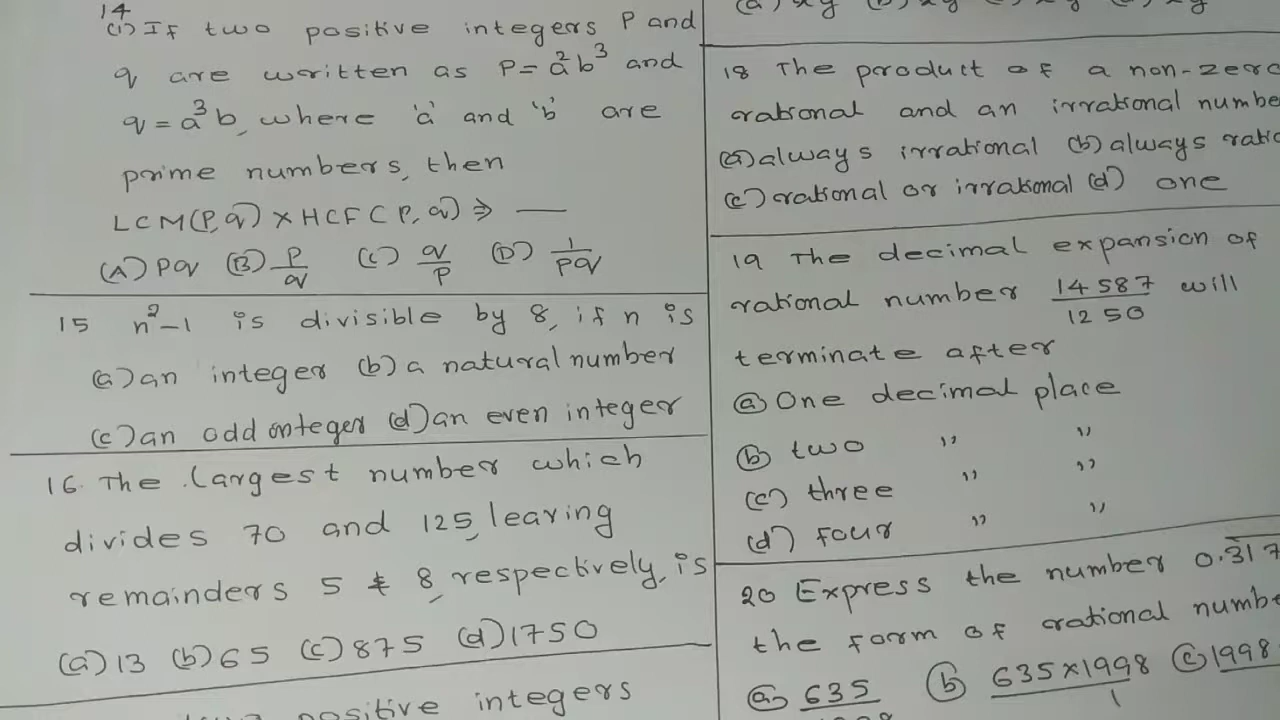 14
(i) If two positive integers P and
q are written as P = a²b³ and
q = a³b, where 'a' and 'b' are
prime numbers, then
LCM(P,q) × HCF(P,q) ⇒ —
(A) Pq (B) P/q (C) q/P (D) 1/Pq
15 n²-1 is divisible by 8, if n is
(a) an integer (b) a natural number
(c) an odd integer (d) an even integer
16. The largest number which
divides 70 and 125, leaving
remainders 5 & 8, respectively, is
(a) 13 (b) 65 (c) 875 (d) 1750
positive integers
18 The product of a non-zero
rational and an irrational numbe
(a) always irrational (b) always ratio
(c) rational or irrational (d) one
19 The decimal expansion of
rational number 14587/1250 will
terminate after
(a) One decimal place
(b) two ,, ,,
(c) three ,, ,,
(d) four ,, ,,
20 Express the number 0.317
the form of rational numbe
(a) 635 (b) 635×1998/1 (c) 1998